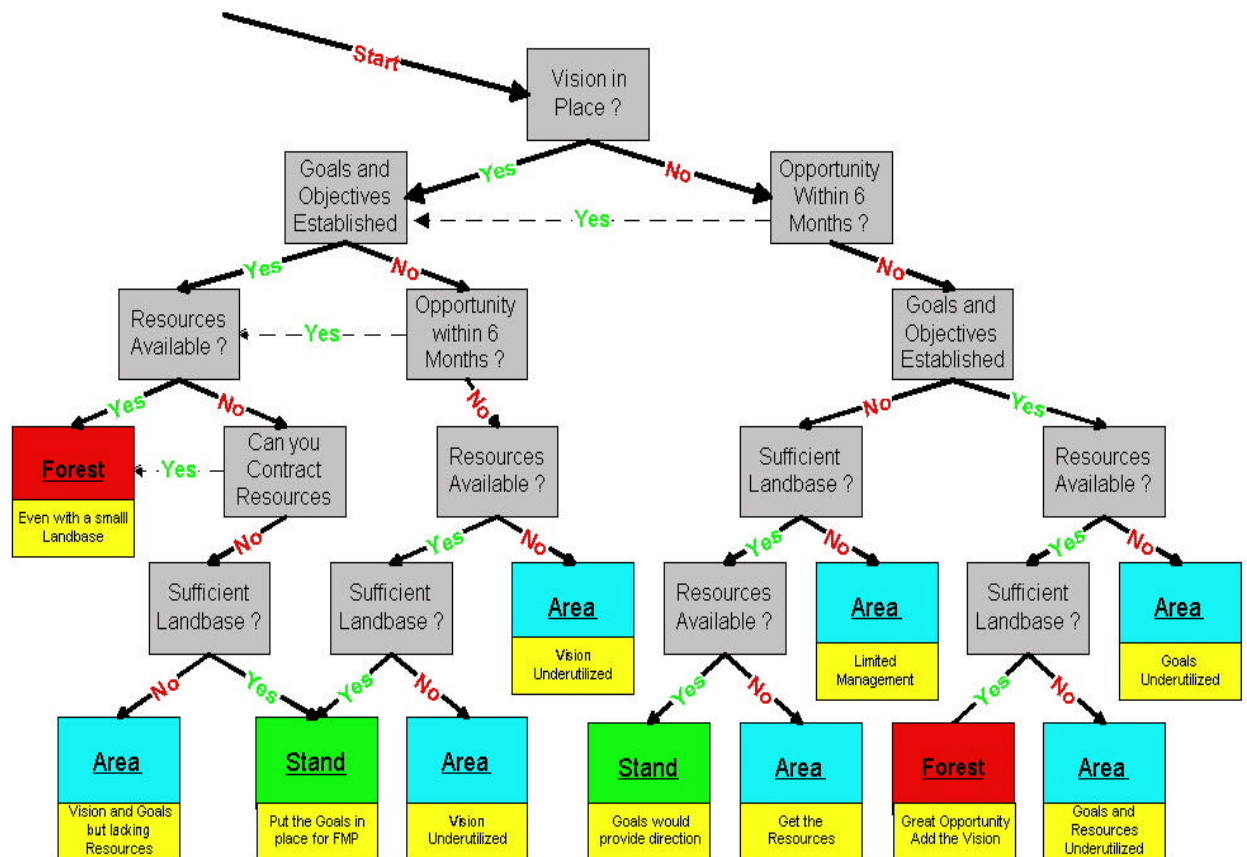 Start
Vision in
Place ?
Yes
No
Goals and
Objectives
Established
Opportunity
Within 6
Months ?
Yes
Yes
No
No
Resources
Available ?
Yes
Opportunity
within 6
Months ?
Goals and
Objectives
Established
Yes
No
No
No
Yes
Forest
Even with a small
Landbase
Yes
Can you
Contract
Resources
Resources
Available ?
Sufficient
Landbase ?
Resources
Available ?
No
Yes
No
Yes
No
Yes
No
Sufficient
Landbase ?
Sufficient
Landbase ?
Area
Vision
Underutilized
Resources
Available ?
Area
Limited
Management
Sufficient
Landbase ?
Area
Goals
Underutilized
No
Yes
Yes
No
Yes
No
Yes
No
Area
Vision and Goals
but lacking
Resources
Stand
Put the Goals in
place for FMP
Area
Vision
Underutilized
Stand
Goals would
provide direction
Area
Get the
Resources
Forest
Great Opportunity
Add the Vision
Area
Goals and
Resources
Underutilized